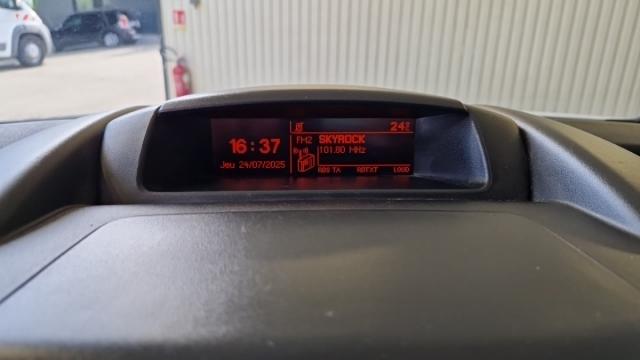 16:37
Jeu 24/07/2025
24°
FM2 SKYROCK
101.80 MHz
RDS TA RDTXT LOUD